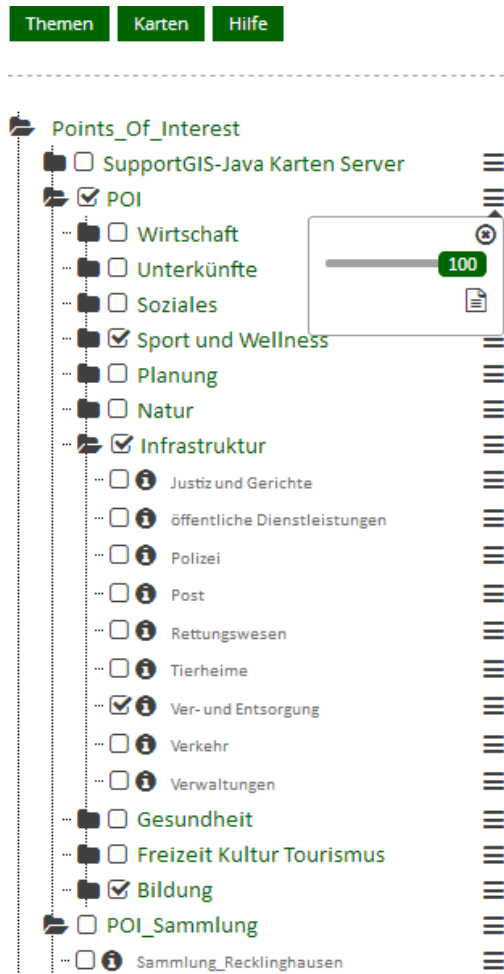 Themen Karten Hilfe
Points_Of_Interest
SupportGIS-Java Karten Server
POI
Wirtschaft
100
Unterkünfte
Soziales
Sport und Wellness
Planung
Natur
Infrastruktur
Justiz und Gerichte
öffentliche Dienstleistungen
Polizei
Post
Rettungswesen
Tierheime
Ver- und Entsorgung
Verkehr
Verwaltungen
Gesundheit
Freizeit Kultur Tourismus
Bildung
POI_Sammlung
Sammlung_Recklinghausen